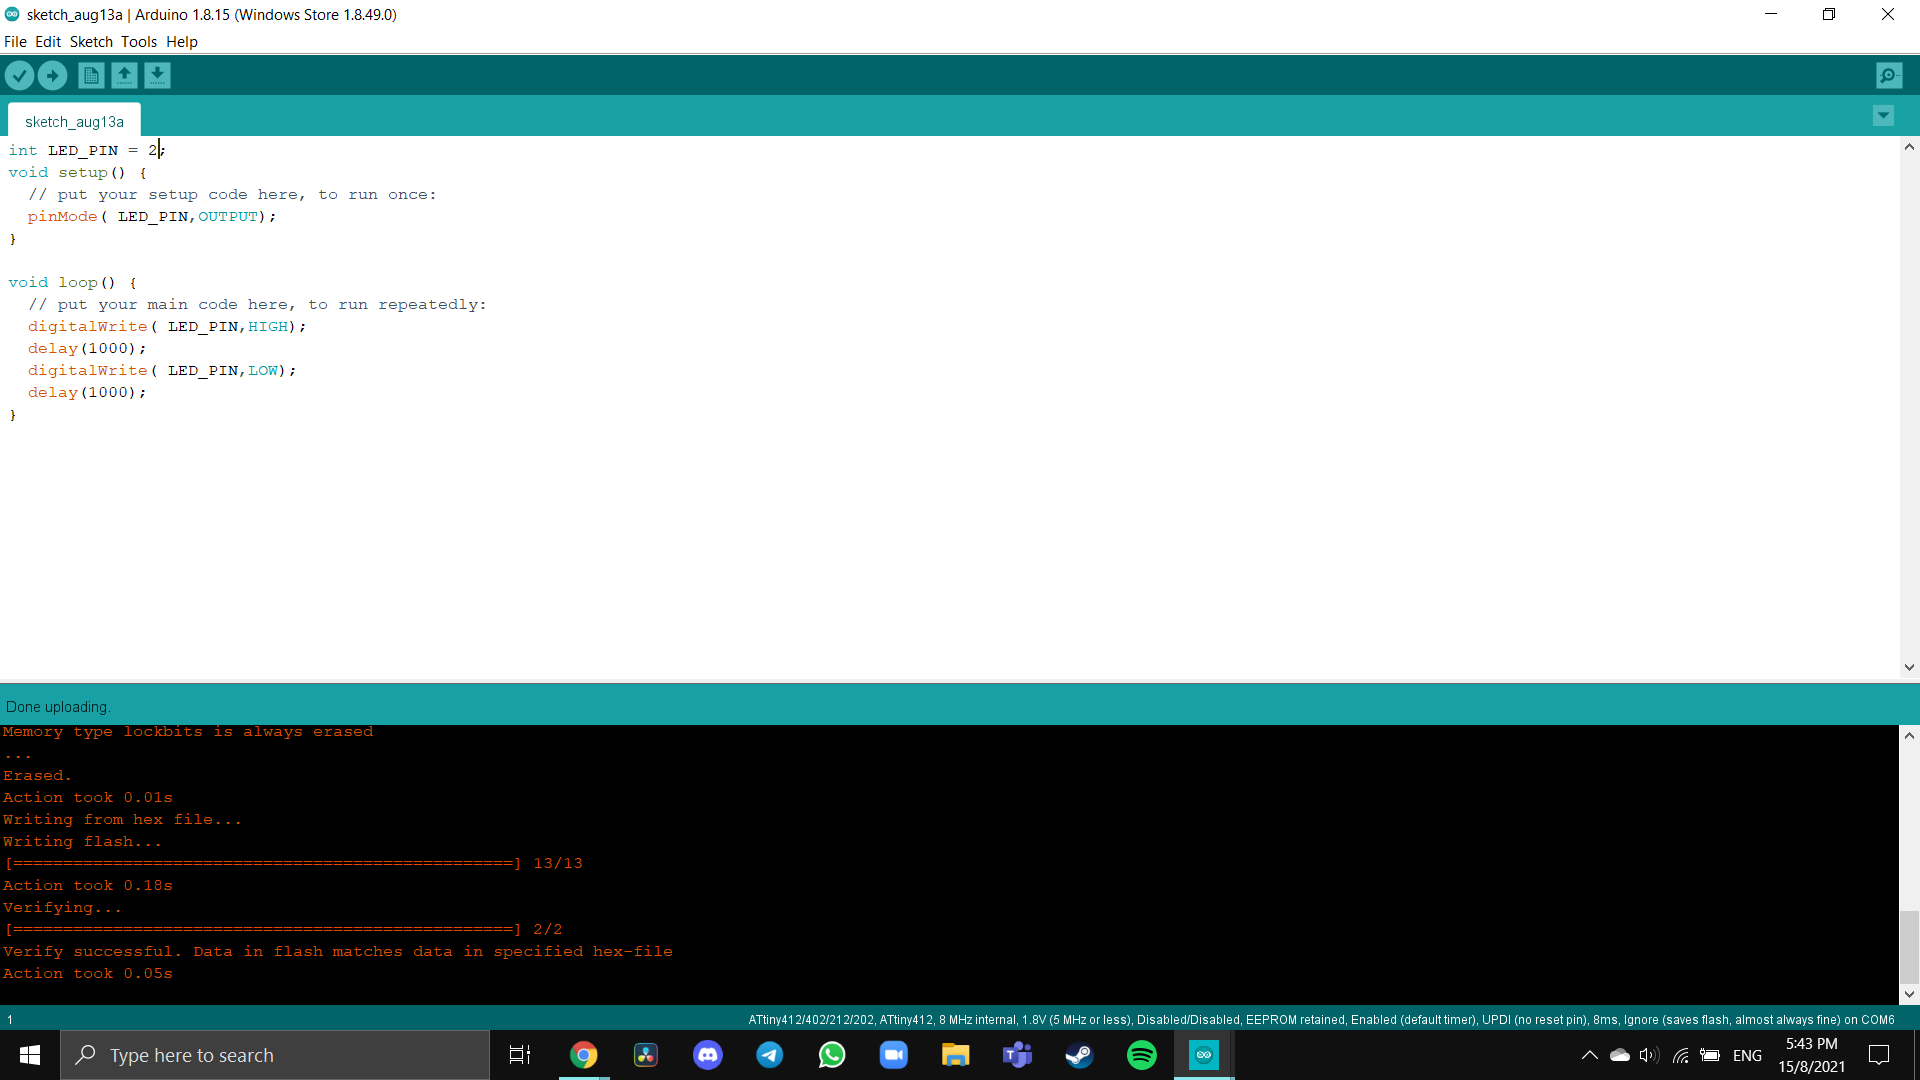 sketch_aug13a | Arduino 1.8.15 (Windows Store 1.8.49.0)
File Edit Sketch Tools Help
sketch_aug13a
int LED_PIN = 2;
void setup() {
  // put your setup code here, to run once:
  pinMode( LED_PIN,OUTPUT);
}
void loop() {
  // put your main code here, to run repeatedly:
  digitalWrite( LED_PIN,HIGH);
  delay(1000);
  digitalWrite( LED_PIN,LOW);
  delay(1000);
}
Done uploading.
Memory type lockbits is always erased
...
Erased.
Action took 0.01s
Writing from hex file...
Writing flash...
[==================================================] 13/13
Action took 0.18s
Verifying...
[==================================================] 2/2
Verify successful. Data in flash matches data in specified hex-file
Action took 0.05s
1
ATtiny412/402/212/202, ATtiny412, 8 MHz internal, 1.8V (5 MHz or less), Disabled/Disabled, EEPROM retained, Enabled (default timer), UPDI (no reset pin), 8ms, Ignore (saves flash, almost always fine) on COM6
Type here to search
ENG
5:43 PM
15/8/2021